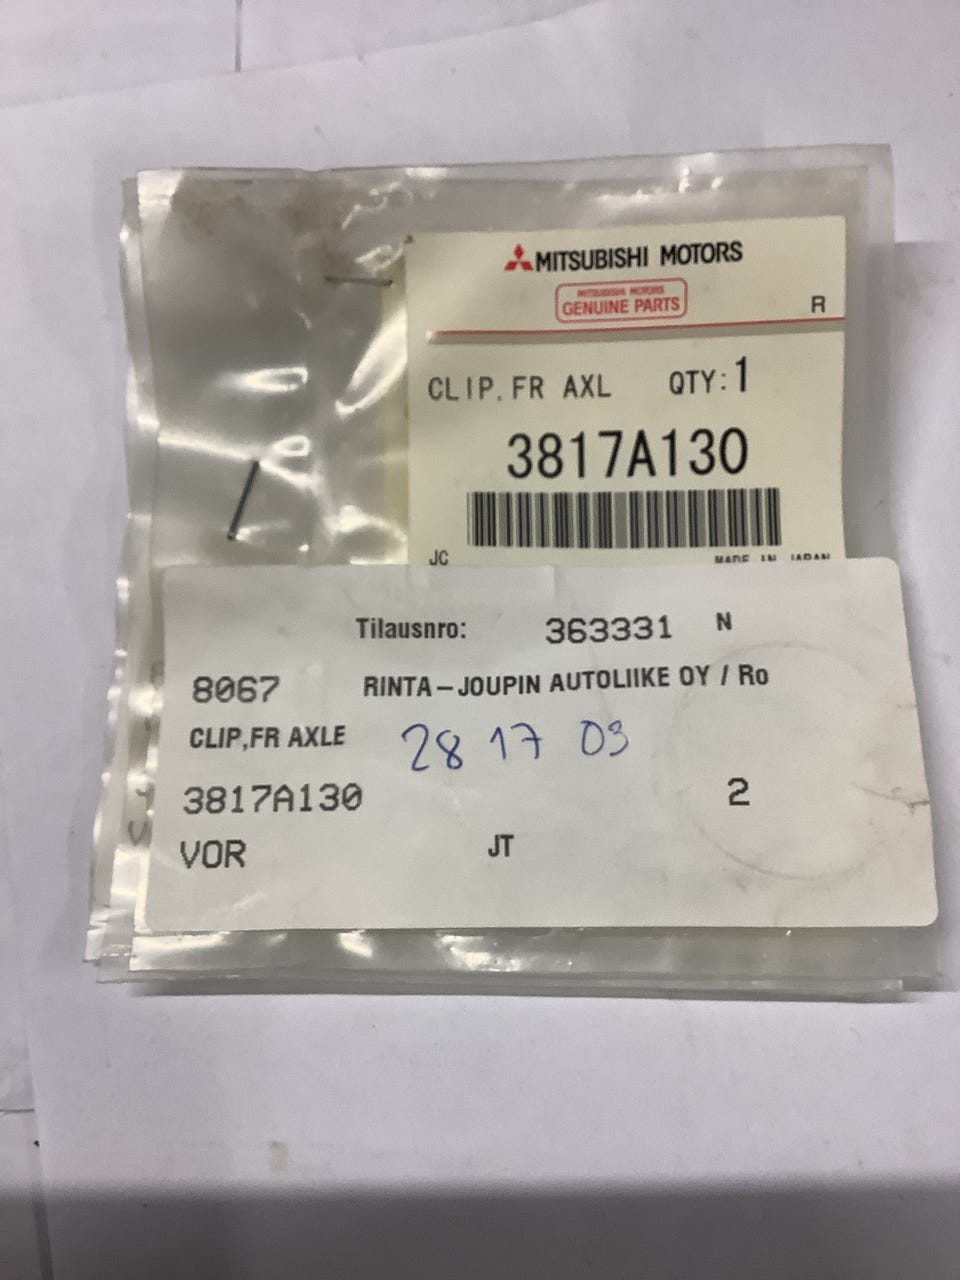 MITSUBISHI MOTORS
MITSUBISHI MOTORS
GENUINE PARTS
R
CLIP, FR AXL QTY:1
3817A130
JC MADE IN JAPAN
Tilausnro: 363331 N
8067 RINTA-JOUPIN AUTOLIIKE OY / Ro
CLIP,FR AXLE 28 17 03
3817A130 2
VOR JT